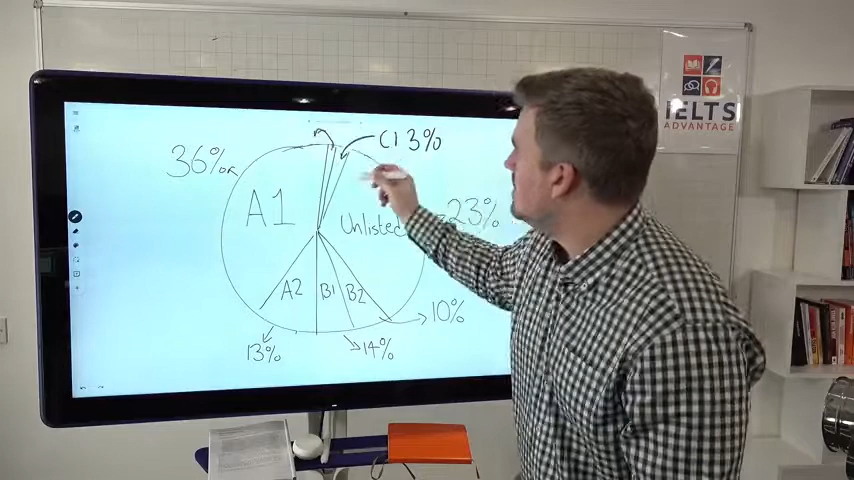 C1 3%
36% or
A1
Unlisted
23%
A2
B1
B2
10%
13%
14%
IELTS
ADVANTAGE